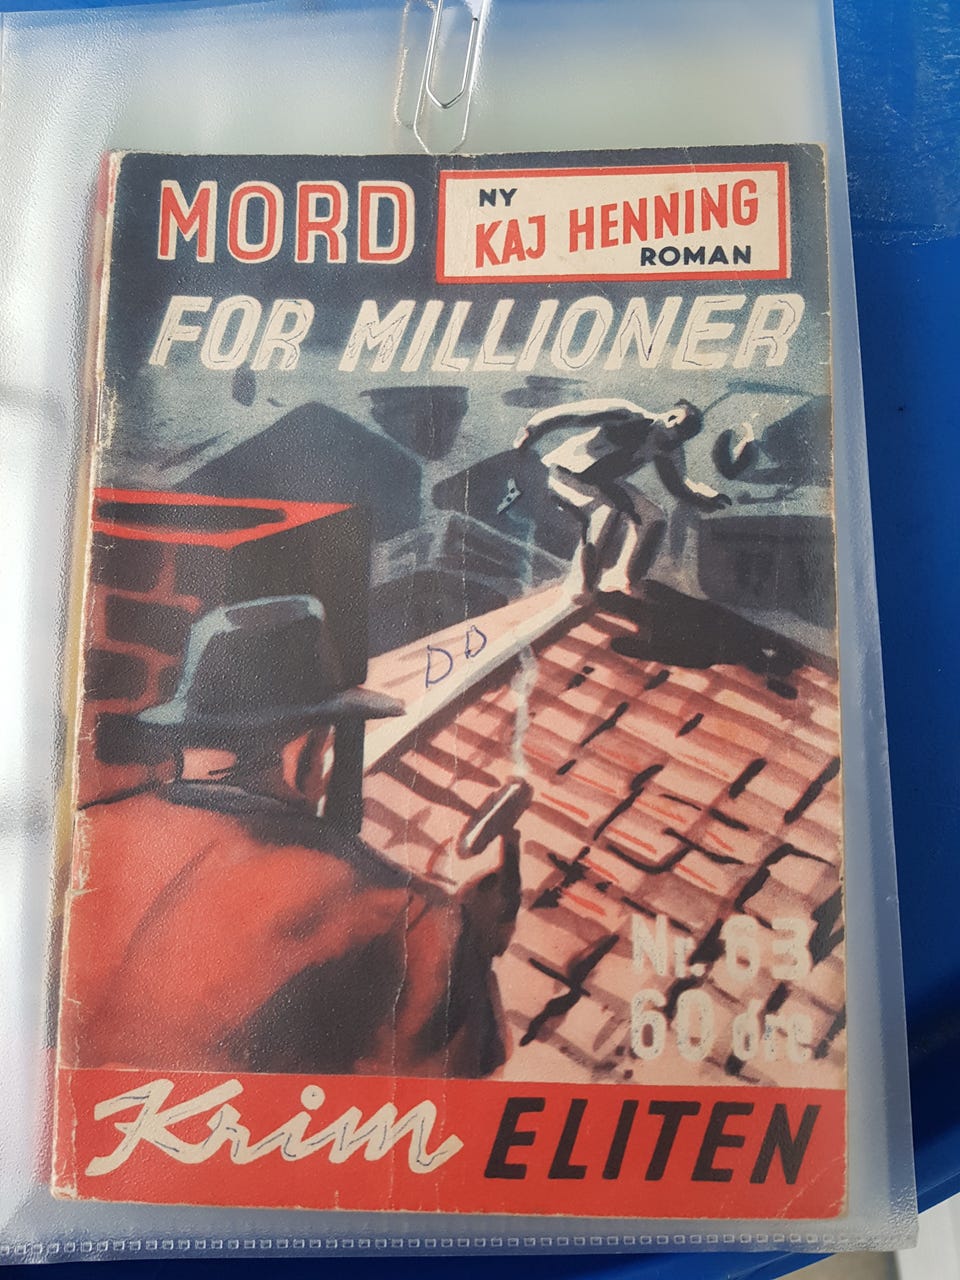 MORD
NY
KAJ HENNING
ROMAN
FOR MILLIONER
DD
Nr. 63
60 øre
Krim ELITEN